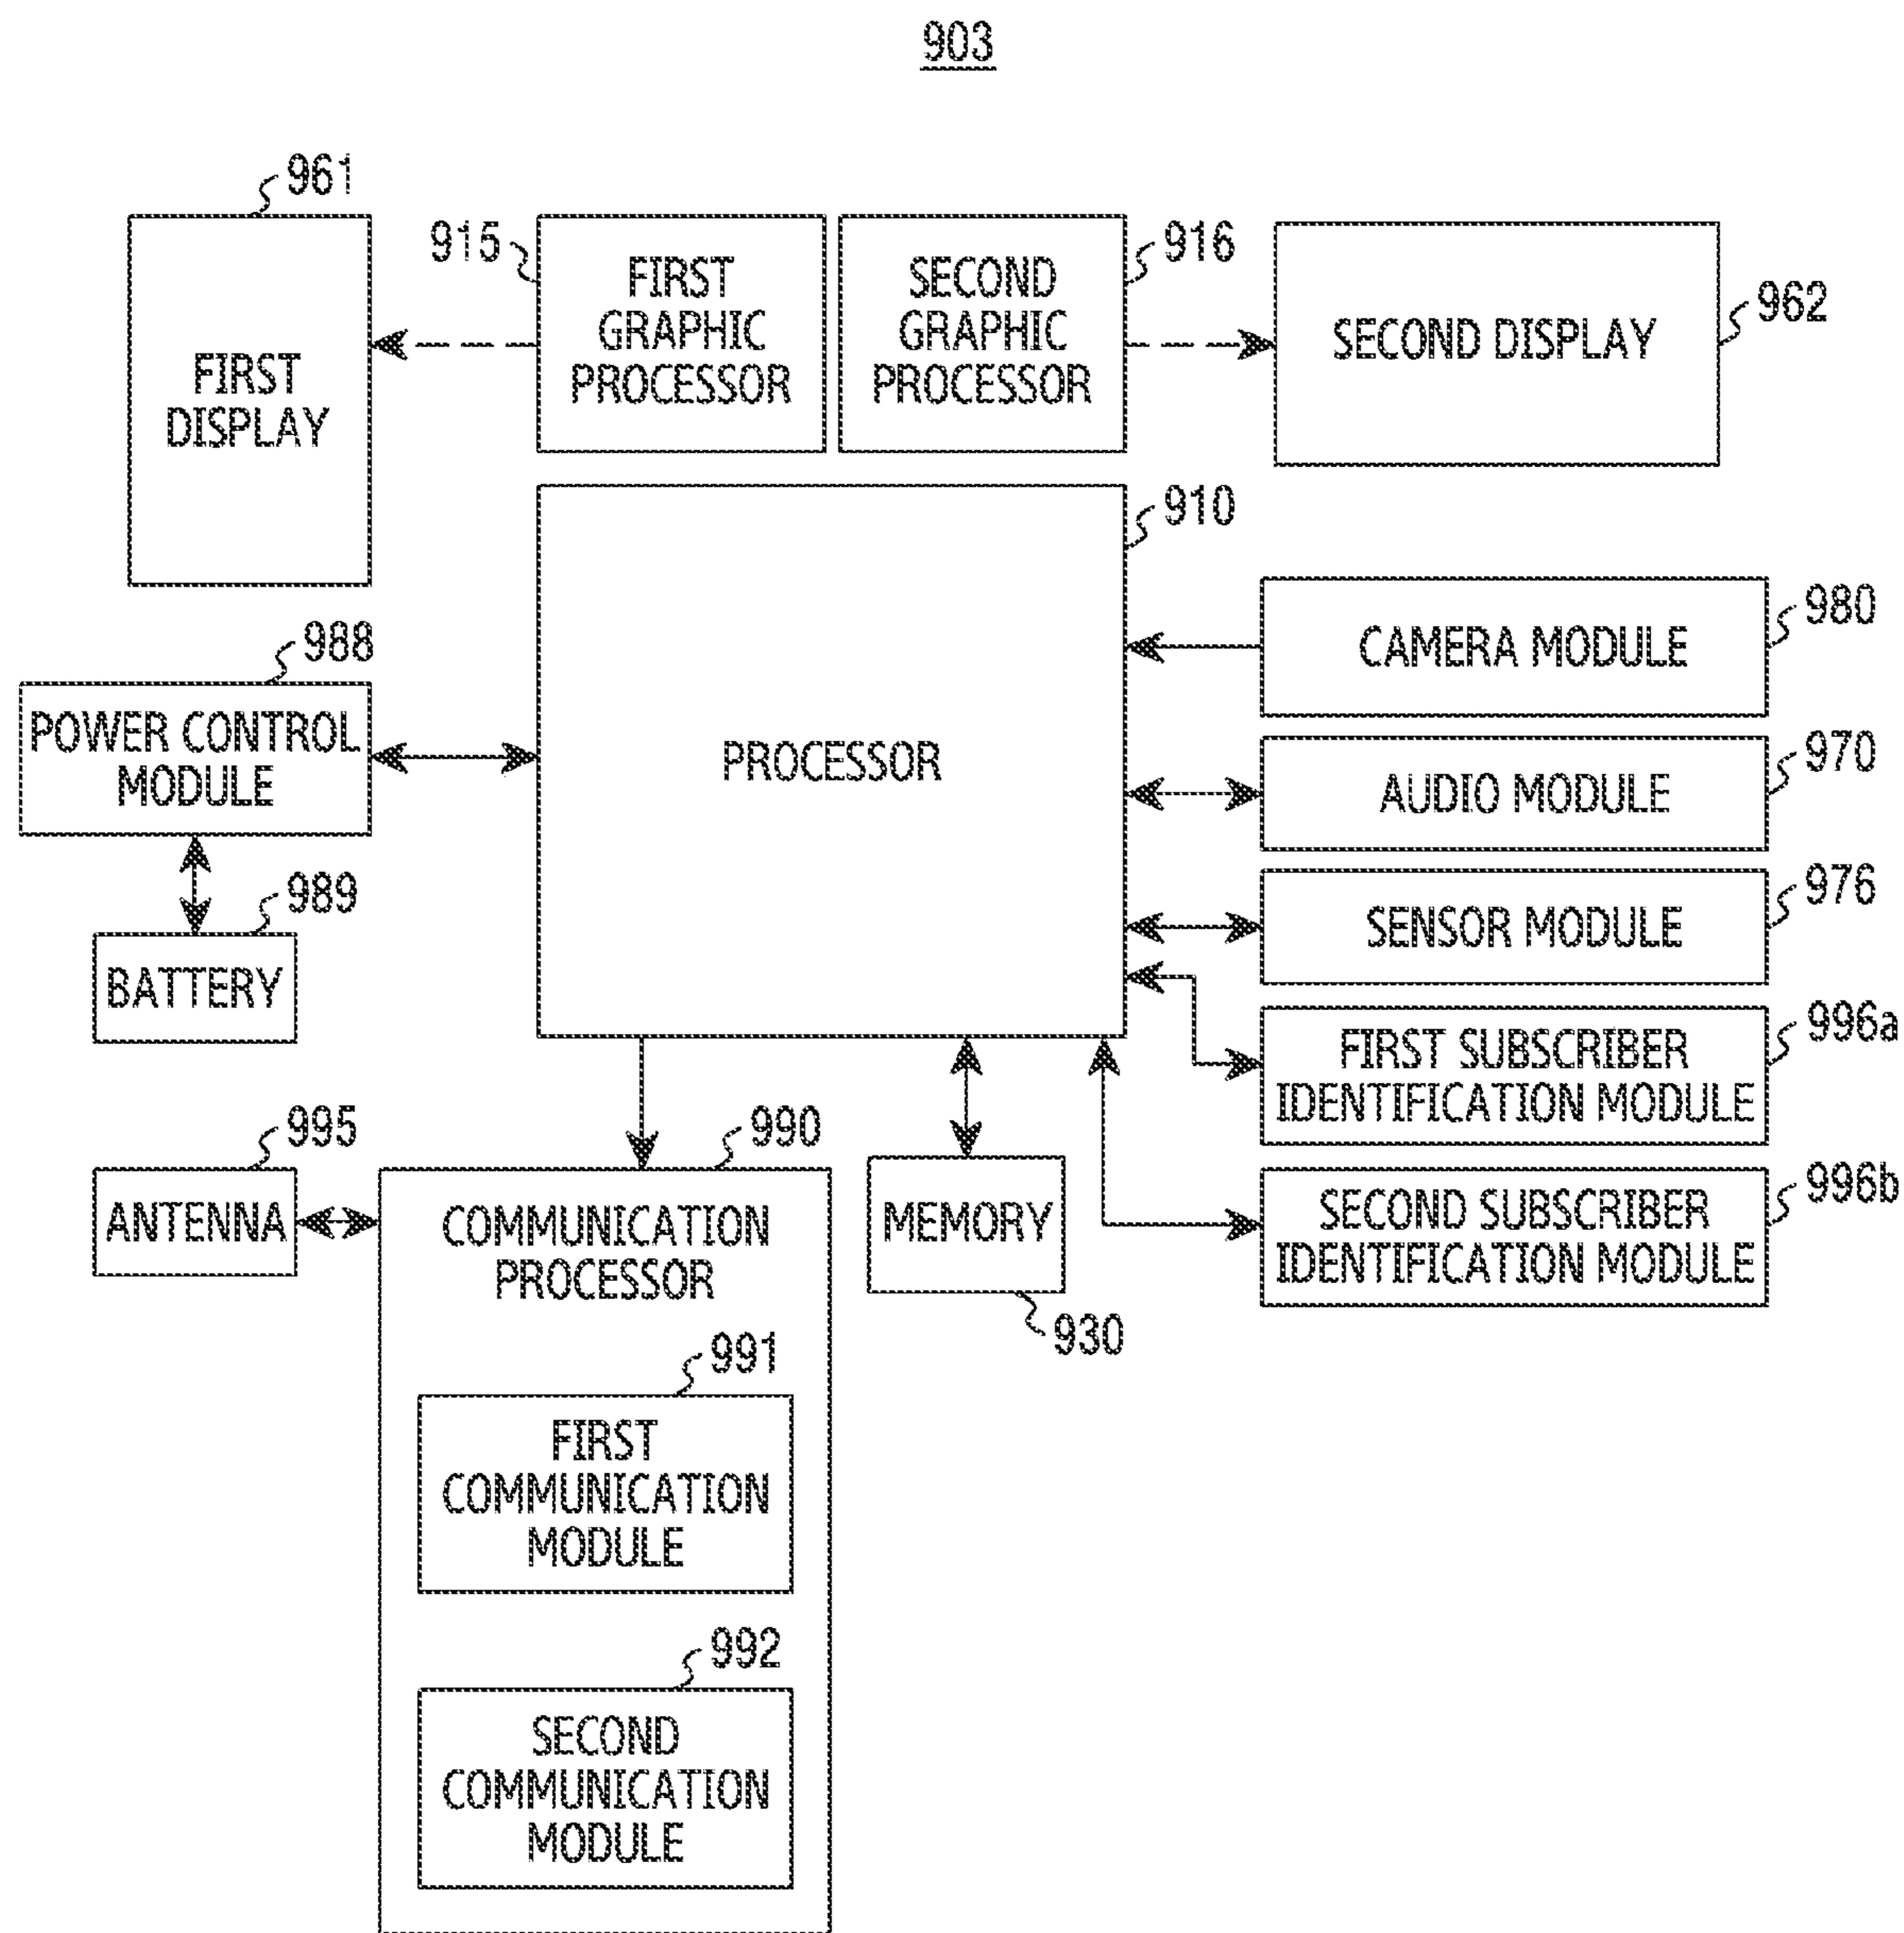 903
961
FIRST
DISPLAY
915
FIRST
GRAPHIC
PROCESSOR
SECOND
GRAPHIC
PROCESSOR
916
SECOND DISPLAY
962
910
PROCESSOR
988
POWER CONTROL
MODULE
989
BATTERY
CAMERA MODULE
980
AUDIO MODULE
970
SENSOR MODULE
976
FIRST SUBSCRIBER
IDENTIFICATION MODULE
996a
SECOND SUBSCRIBER
IDENTIFICATION MODULE
996b
995
ANTENNA
990
COMMUNICATION
PROCESSOR
MEMORY
930
991
FIRST
COMMUNICATION
MODULE
992
SECOND
COMMUNICATION
MODULE